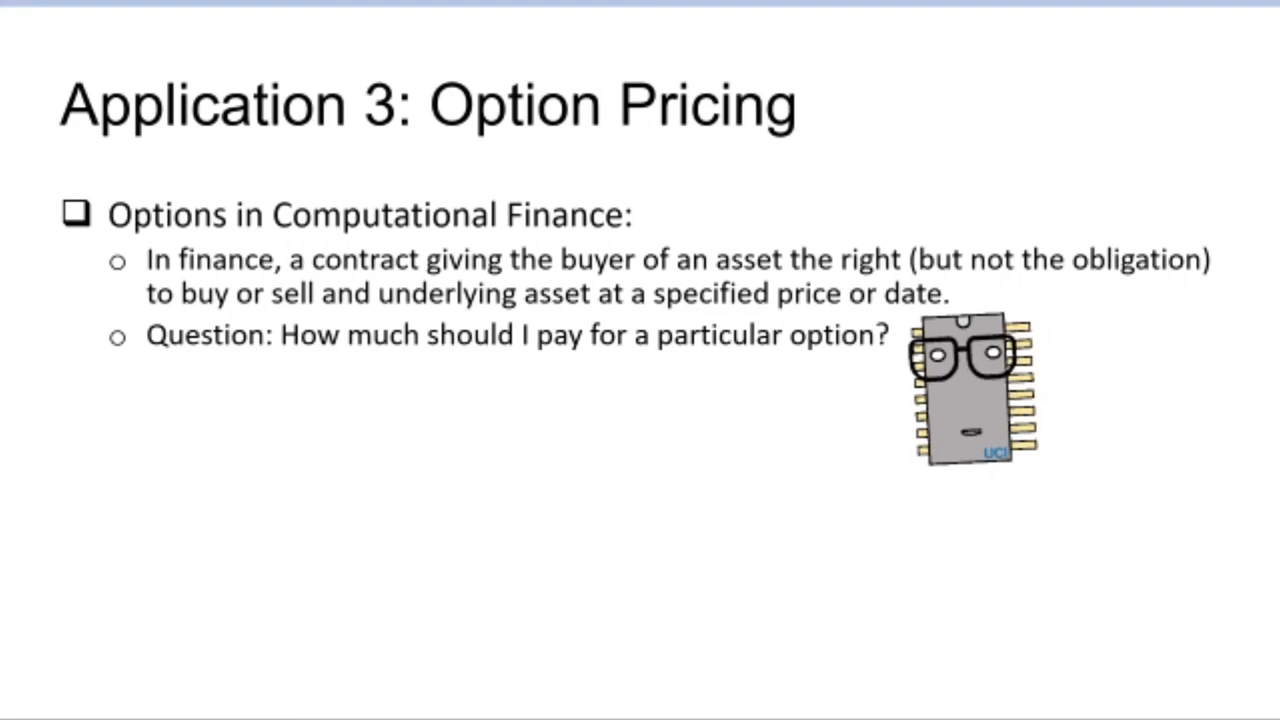 Application 3: Option Pricing
Options in Computational Finance:
In finance, a contract giving the buyer of an asset the right (but not the obligation)
to buy or sell and underlying asset at a specified price or date.
Question: How much should I pay for a particular option?
UCI